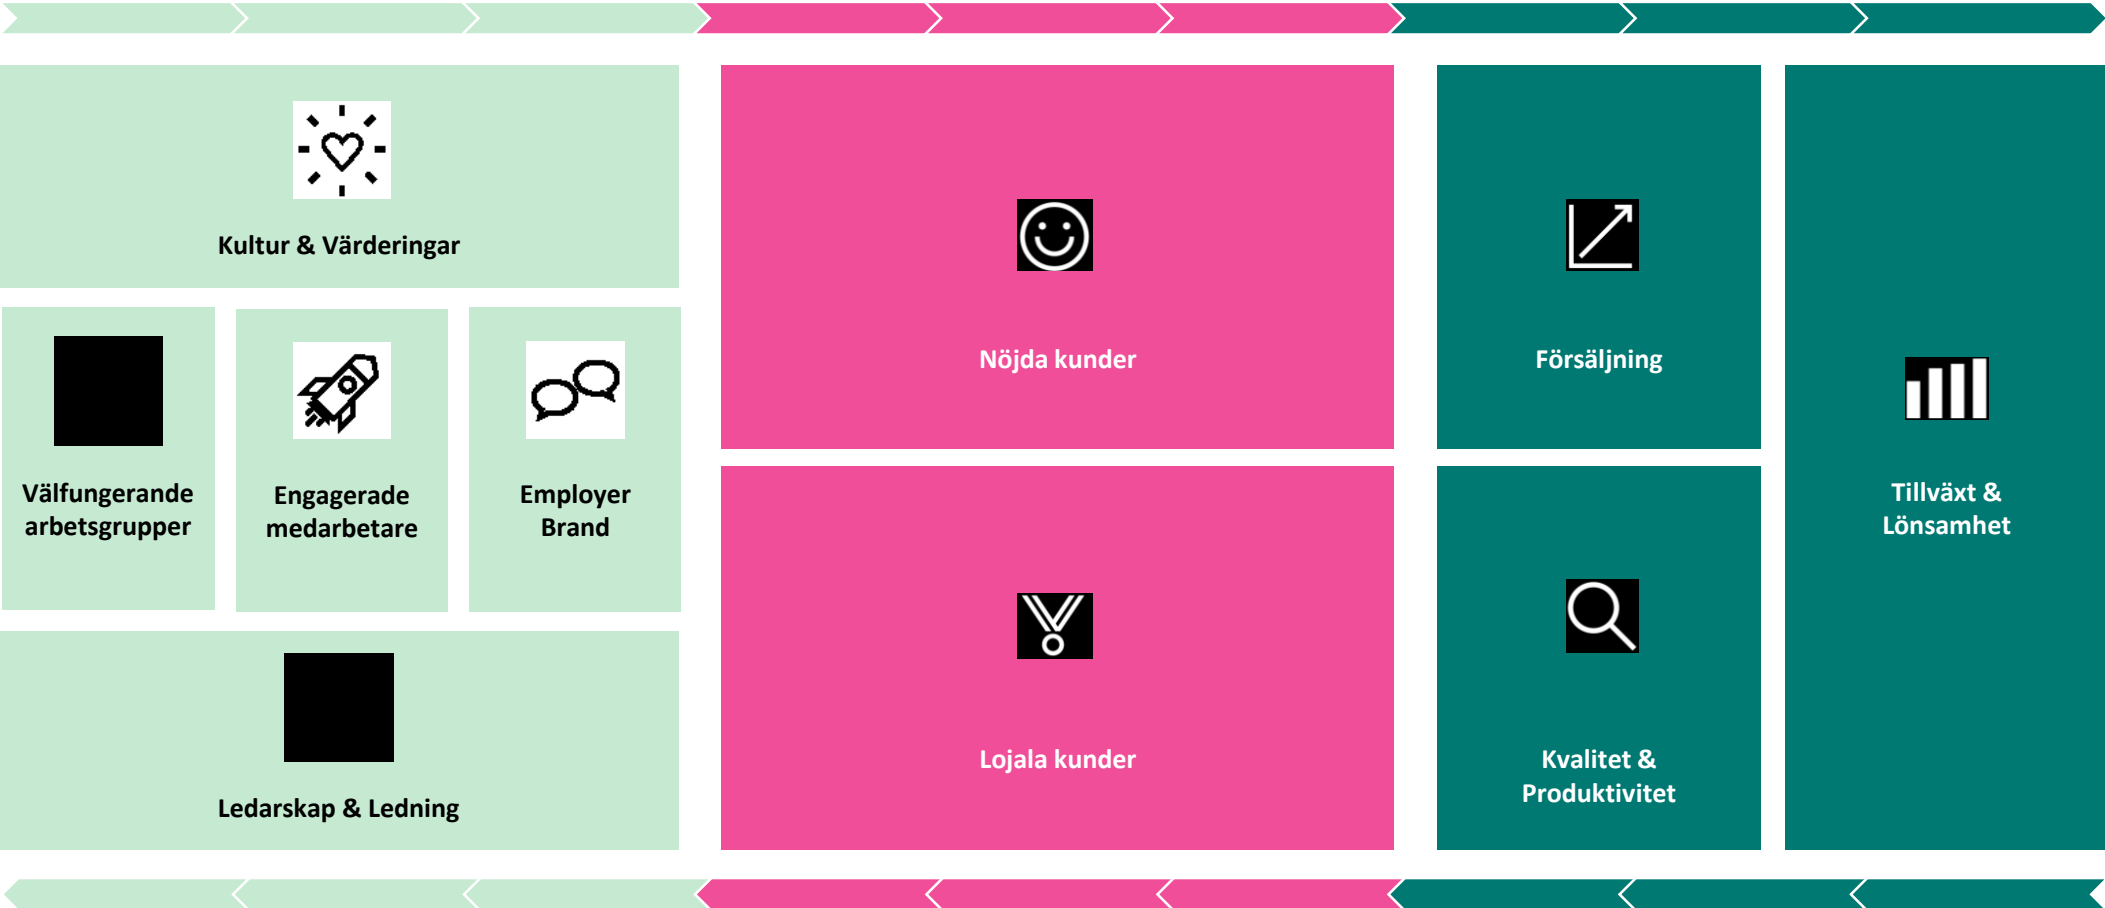 Kultur & Värderingar
Välfungerande
arbetsgrupper
Engagerade
medarbetare
Employer
Brand
Ledarskap & Ledning
Nöjda kunder
Lojala kunder
Försäljning
Kvalitet &
Produktivitet
Tillväxt &
Lönsamhet